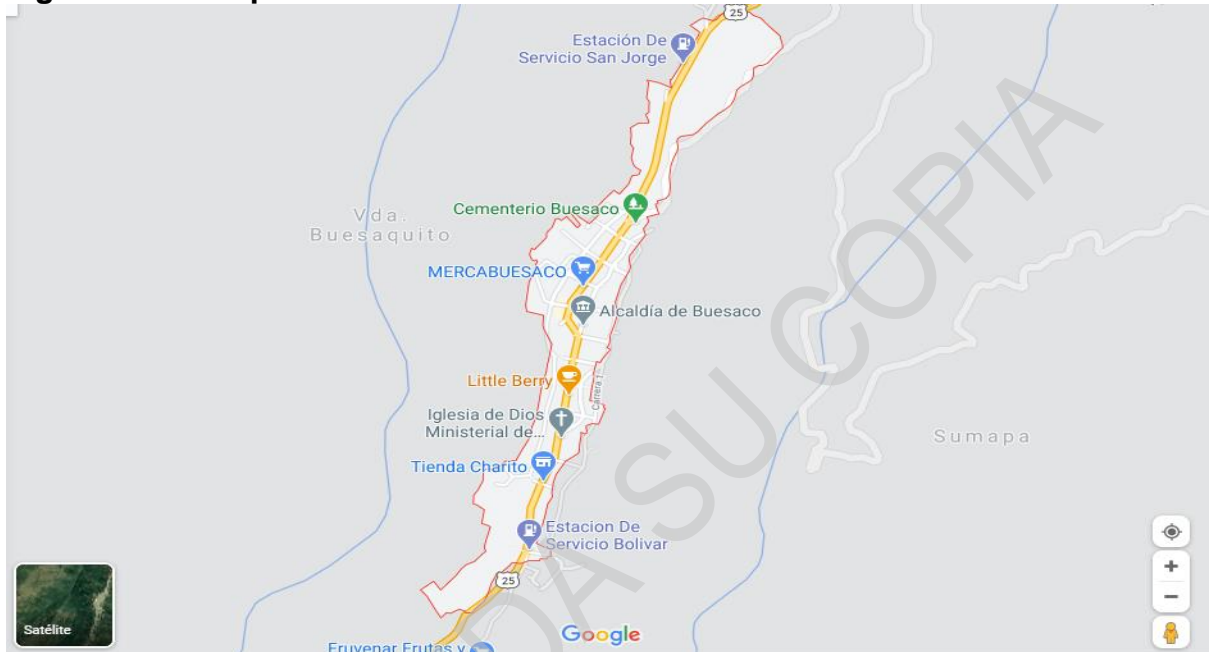 25
Estación De
Servicio San Jorge
Cementerio Buesaco
Vda.
Buesaquito
MERCABUESACO
Alcaldía de Buesaco
Little Berry
Carrera 1
Iglesia de Dios
Ministerial de...
Tienda Charito
Sumapa
Estacion De
Servicio Bolivar
25
Satélite
Google
Fruvenar Frutas y
DA SU COPIA